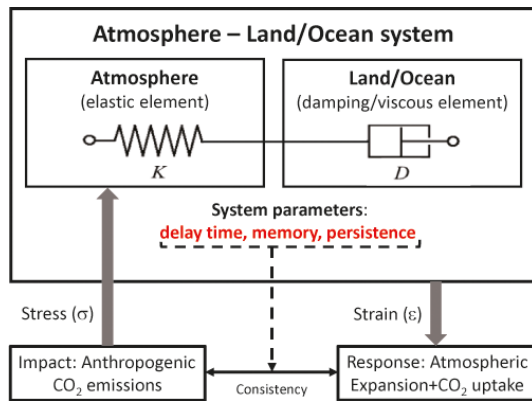 Atmosphere – Land/Ocean system
Atmosphere
(elastic element)
K
Land/Ocean
(damping/viscous element)
D
System parameters:
delay time, memory, persistence
Stress (σ)
Strain (ε)
Impact: Anthropogenic
CO₂ emissions
Consistency
Response: Atmospheric
Expansion+CO₂ uptake